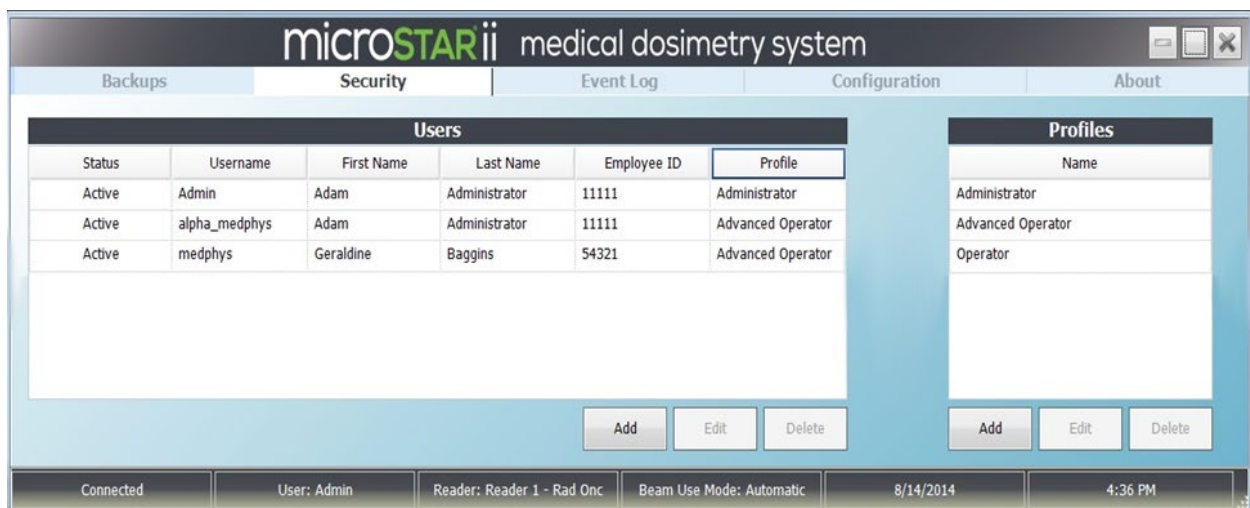 microSTARii medical dosimetry system
Backups Security Event Log Configuration About
Users
Status Username First Name Last Name Employee ID Profile
Active Admin Adam Administrator 11111 Administrator
Active alpha_medphys Adam Administrator 11111 Advanced Operator
Active medphys Geraldine Baggins 54321 Advanced Operator
Add Edit Delete
Profiles
Name
Administrator
Advanced Operator
Operator
Add Edit Delete
Connected User: Admin Reader: Reader 1 - Rad Onc Beam Use Mode: Automatic 8/14/2014 4:36 PM